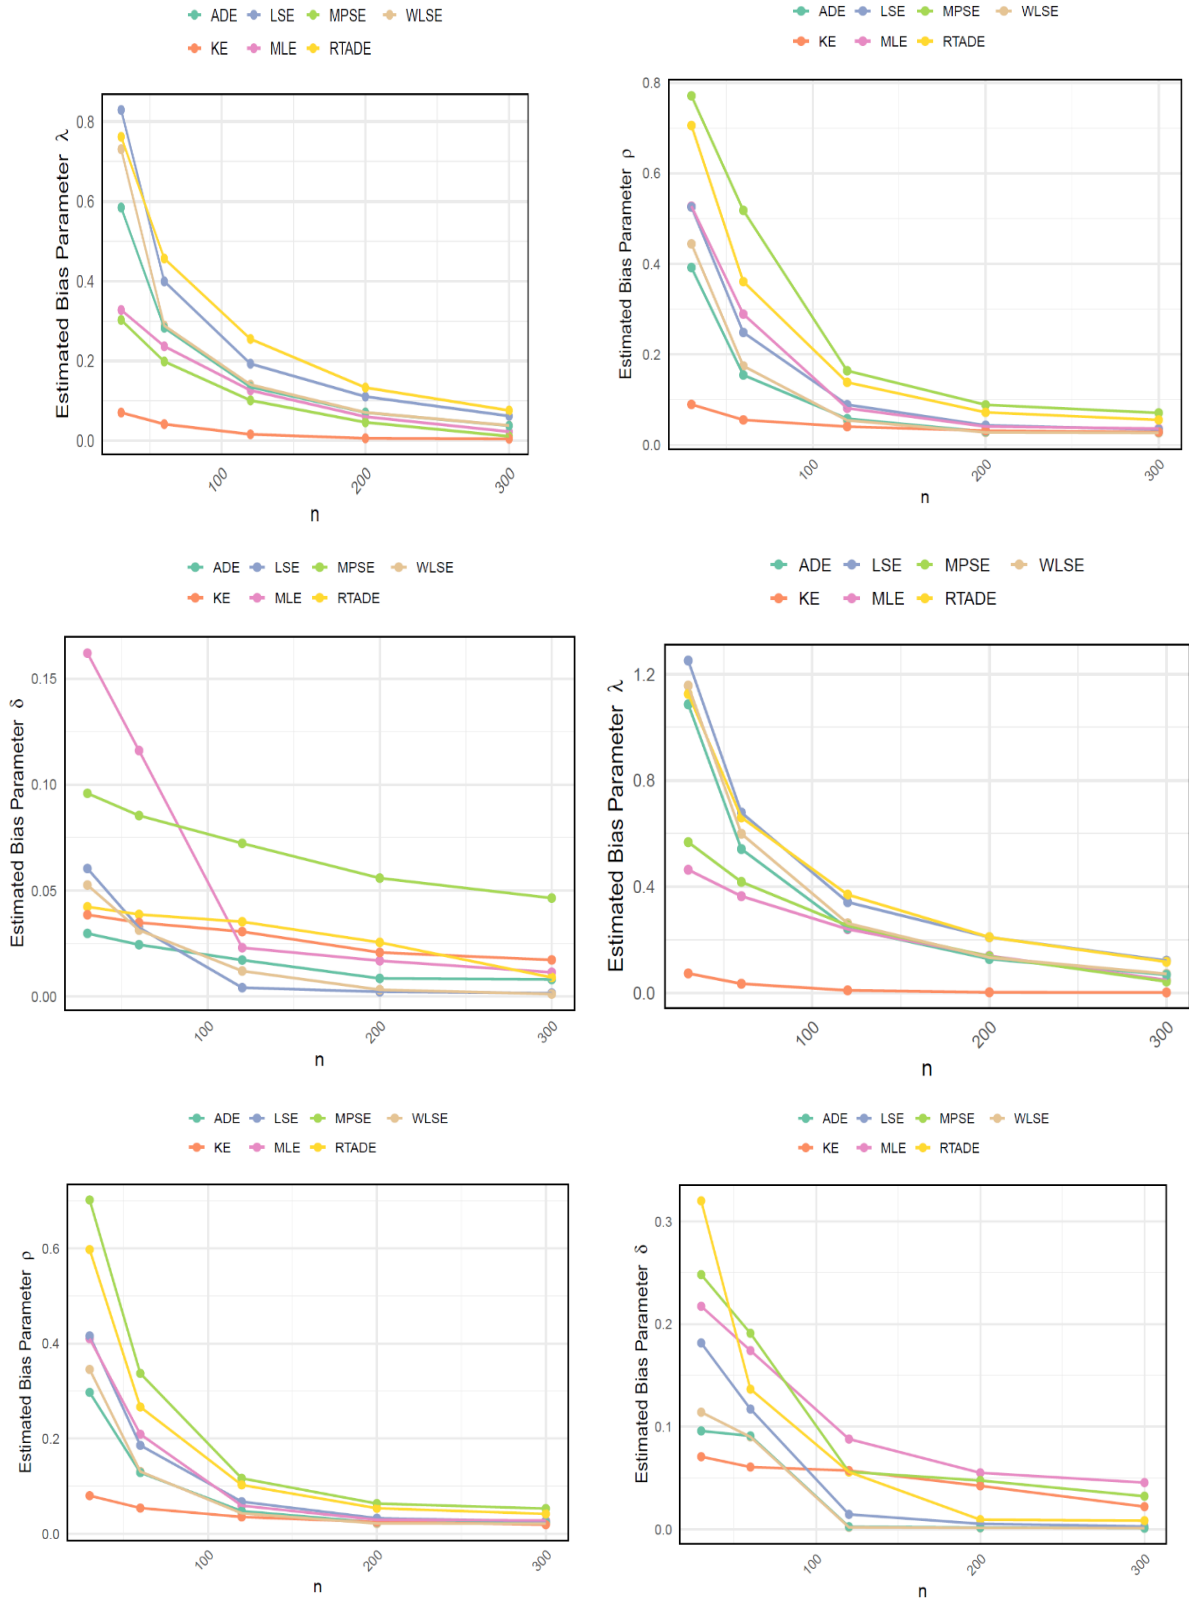 ADE LSE MPSE WLSE
KE MLE RTADE
Estimated Bias Parameter λ
0.8
0.6
0.4
0.2
0.0
100 200 300
n
ADE LSE MPSE WLSE
KE MLE RTADE
Estimated Bias Parameter ρ
0.8
0.6
0.4
0.2
0.0
100 200 300
n
ADE LSE MPSE WLSE
KE MLE RTADE
Estimated Bias Parameter δ
0.15
0.10
0.05
0.00
100 200 300
n
ADE LSE MPSE WLSE
KE MLE RTADE
Estimated Bias Parameter λ
1.2
0.8
0.4
0.0
100 200 300
n
ADE LSE MPSE WLSE
KE MLE RTADE
Estimated Bias Parameter ρ
0.6
0.4
0.2
0.0
100 200 300
n
ADE LSE MPSE WLSE
KE MLE RTADE
Estimated Bias Parameter δ
0.3
0.2
0.1
0.0
100 200 300
n